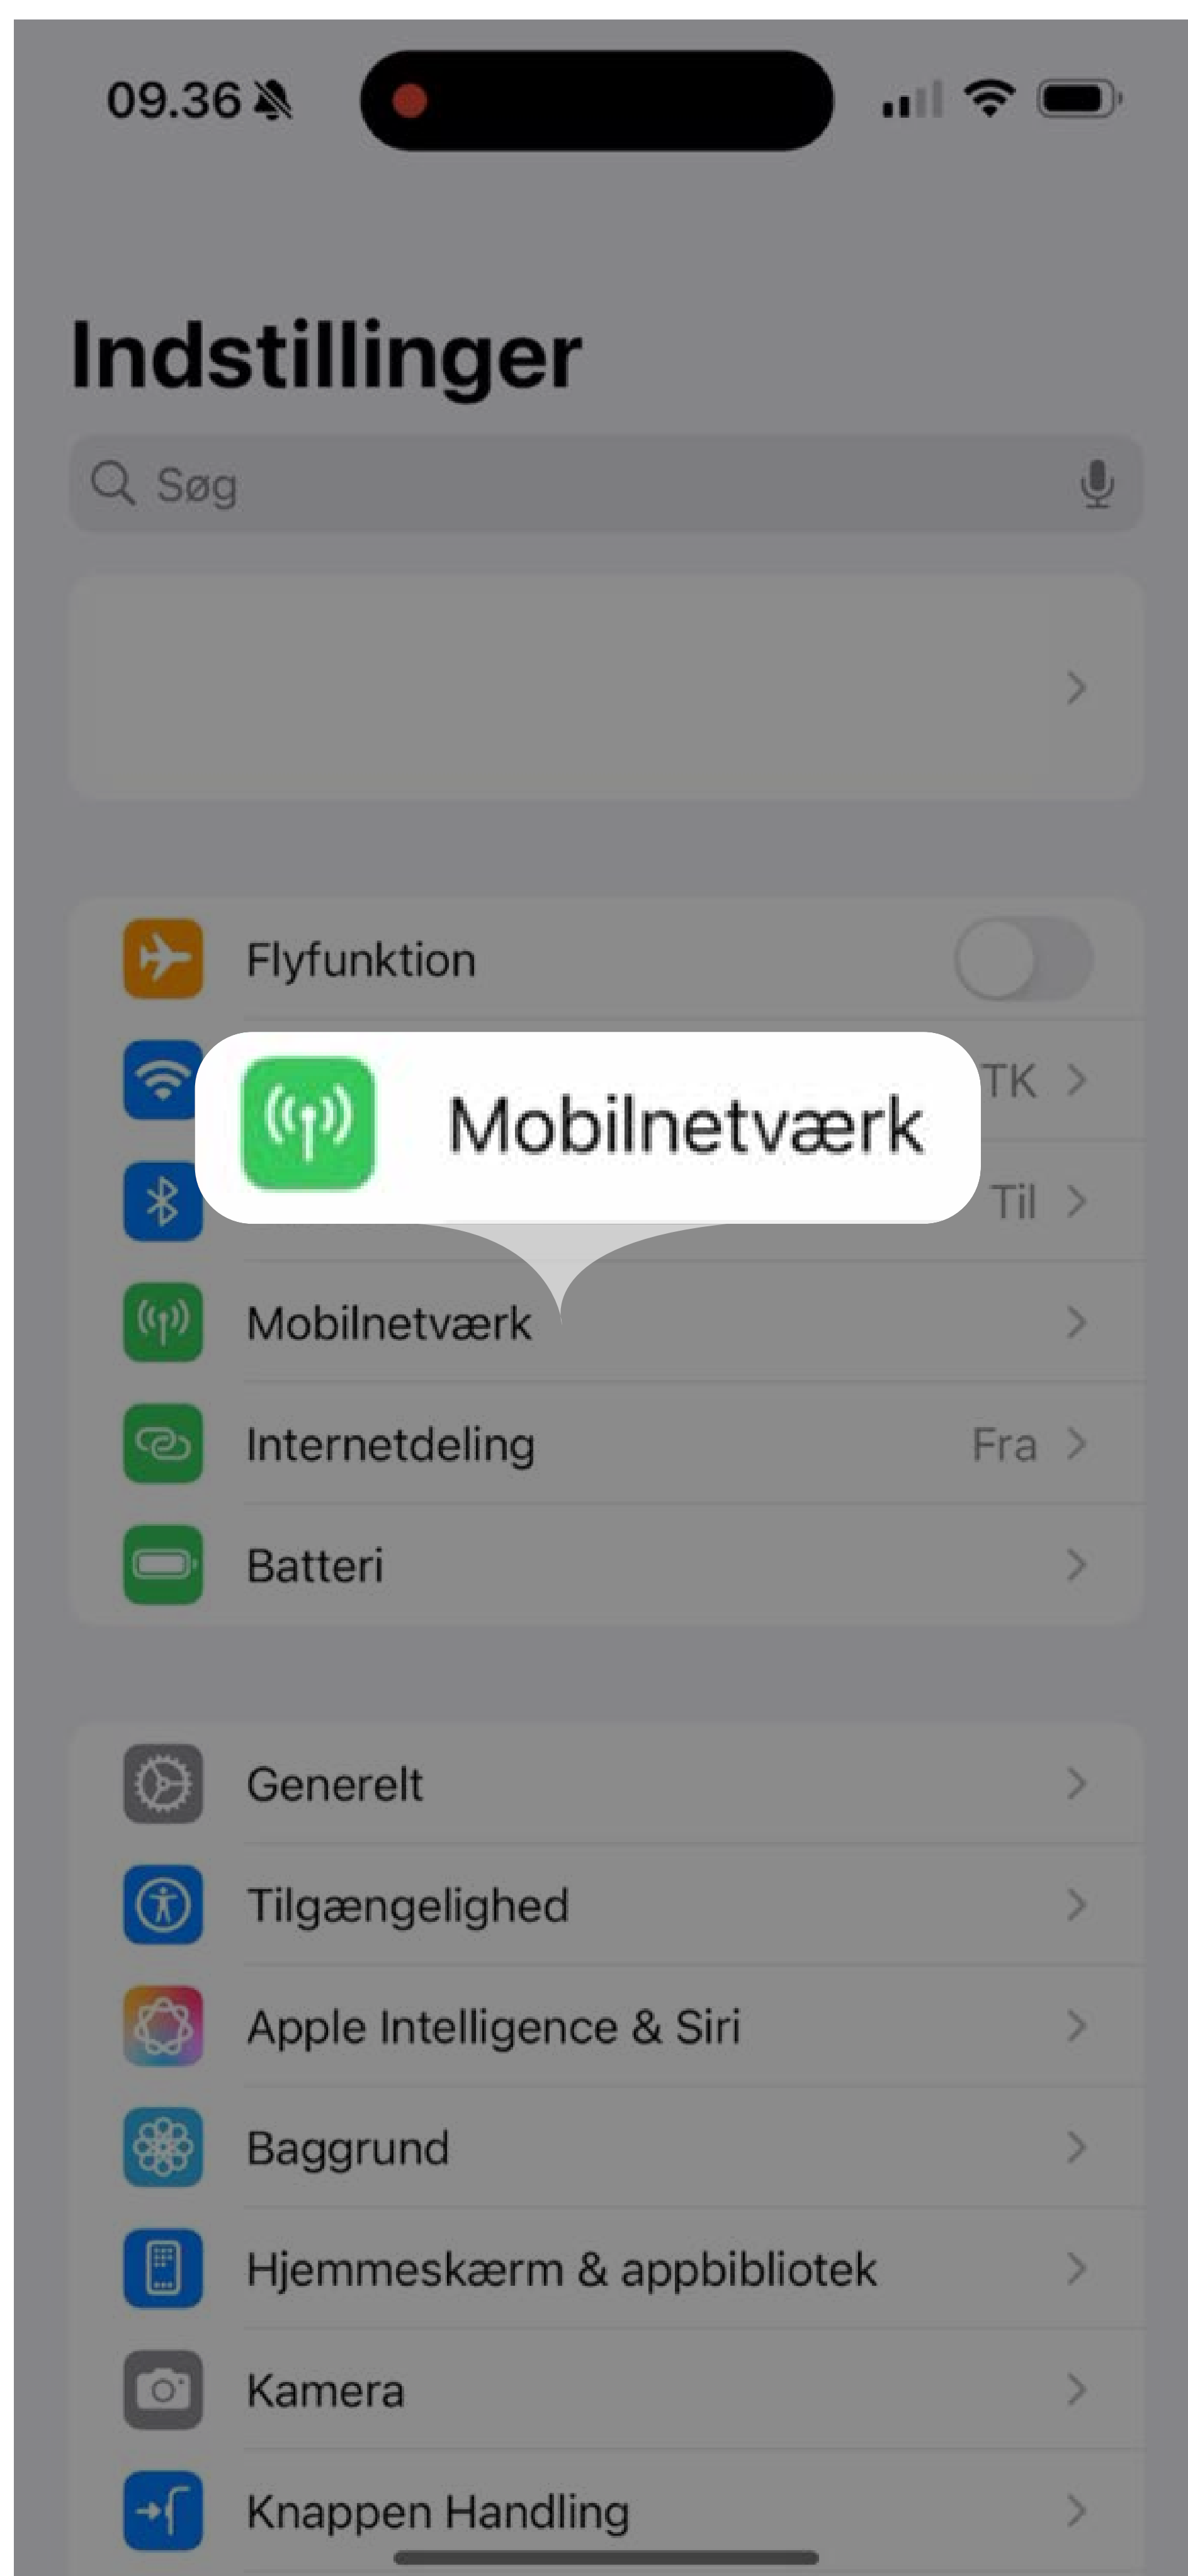 09.36
Indstillinger
Søg
Flyfunktion
Mobilnetværk
TK
Til
Mobilnetværk
Internetdeling Fra
Batteri
Generelt
Tilgængelighed
Apple Intelligence & Siri
Baggrund
Hjemmeskærm & appbibliotek
Kamera
Knappen Handling